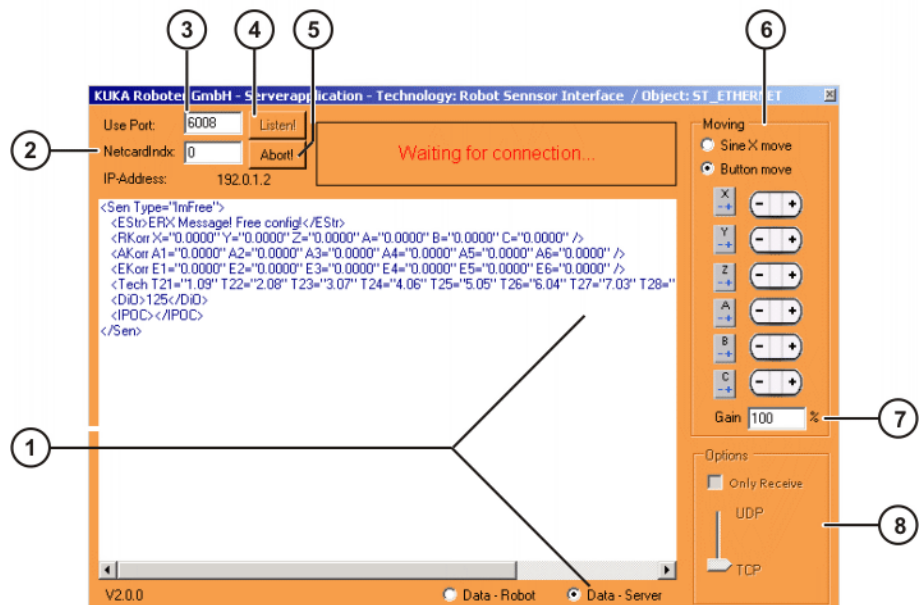 3 4 5 6
KUKA Roboter GmbH - Serverapplication - Technology: Robot Sennsor Interface / Object: ST_ETHERNET
Use Port: 6008 Listen!
Moving
2 NetcardIndx: 0 Abort! Waiting for connection...
Sine X move
Button move
IP-Address: 192.0.1.2
<Sen Type="ImFree">
<EStr>ERX Message! Free config!</EStr>
<RKorr X="0.0000" Y="0.0000" Z="0.0000" A="0.0000" B="0.0000" C="0.0000" />
<AKorr A1="0.0000" A2="0.0000" A3="0.0000" A4="0.0000" A5="0.0000" A6="0.0000" />
<EKorr E1="0.0000" E2="0.0000" E3="0.0000" E4="0.0000" E5="0.0000" E6="0.0000" />
<Tech T21="1.09" T22="2.08" T23="3.07" T24="4.06" T25="5.05" T26="6.04" T27="7.03" T28="
<DiO>125</DiO>
<IPOC></IPOC>
</Sen>
X -+ - +
Y -+ - +
Z -+ - +
A -+ - +
B -+ - +
C -+ - +
Gain 100 % 7
1
Options
Only Receive
UDP
8
TCP
V2.0.0 Data - Robot Data - Server